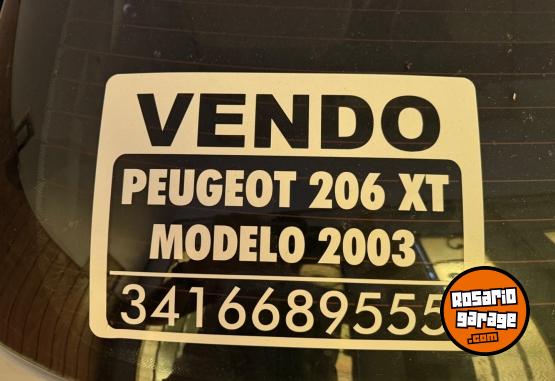 VENDO
PEUGEOT 206 XT
MODELO 2003
3416689555
Rosario
garage
.com